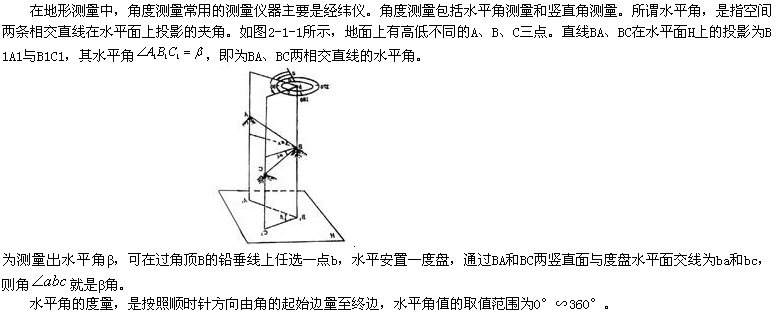 在地形测量中，角度测量常用的测量仪器主要是经纬仪。角度测量包括水平角测量和竖直角测量。所谓水平角，是指空间
两条相交直线在水平面上投影的夹角。如图2-1-1所示，地面上有高低不同的A、B、C三点。直线BA、BC在水平面H上的投影为B
1A1与B1C1，其水平角∠A₁B₁C₁ = β，即为BA、BC两相交直线的水平角。
A
B
C
H
为测量出水平角β，可在过角顶B的铅垂线上任选一点b，水平安置一度盘，通过BA和BC两竖直面与度盘水平面交线为ba和bc，
则角∠abc就是β角。
水平角的度量，是按照顺时针方向由角的起始边量至终边，水平角值的取值范围为0°∽360°。